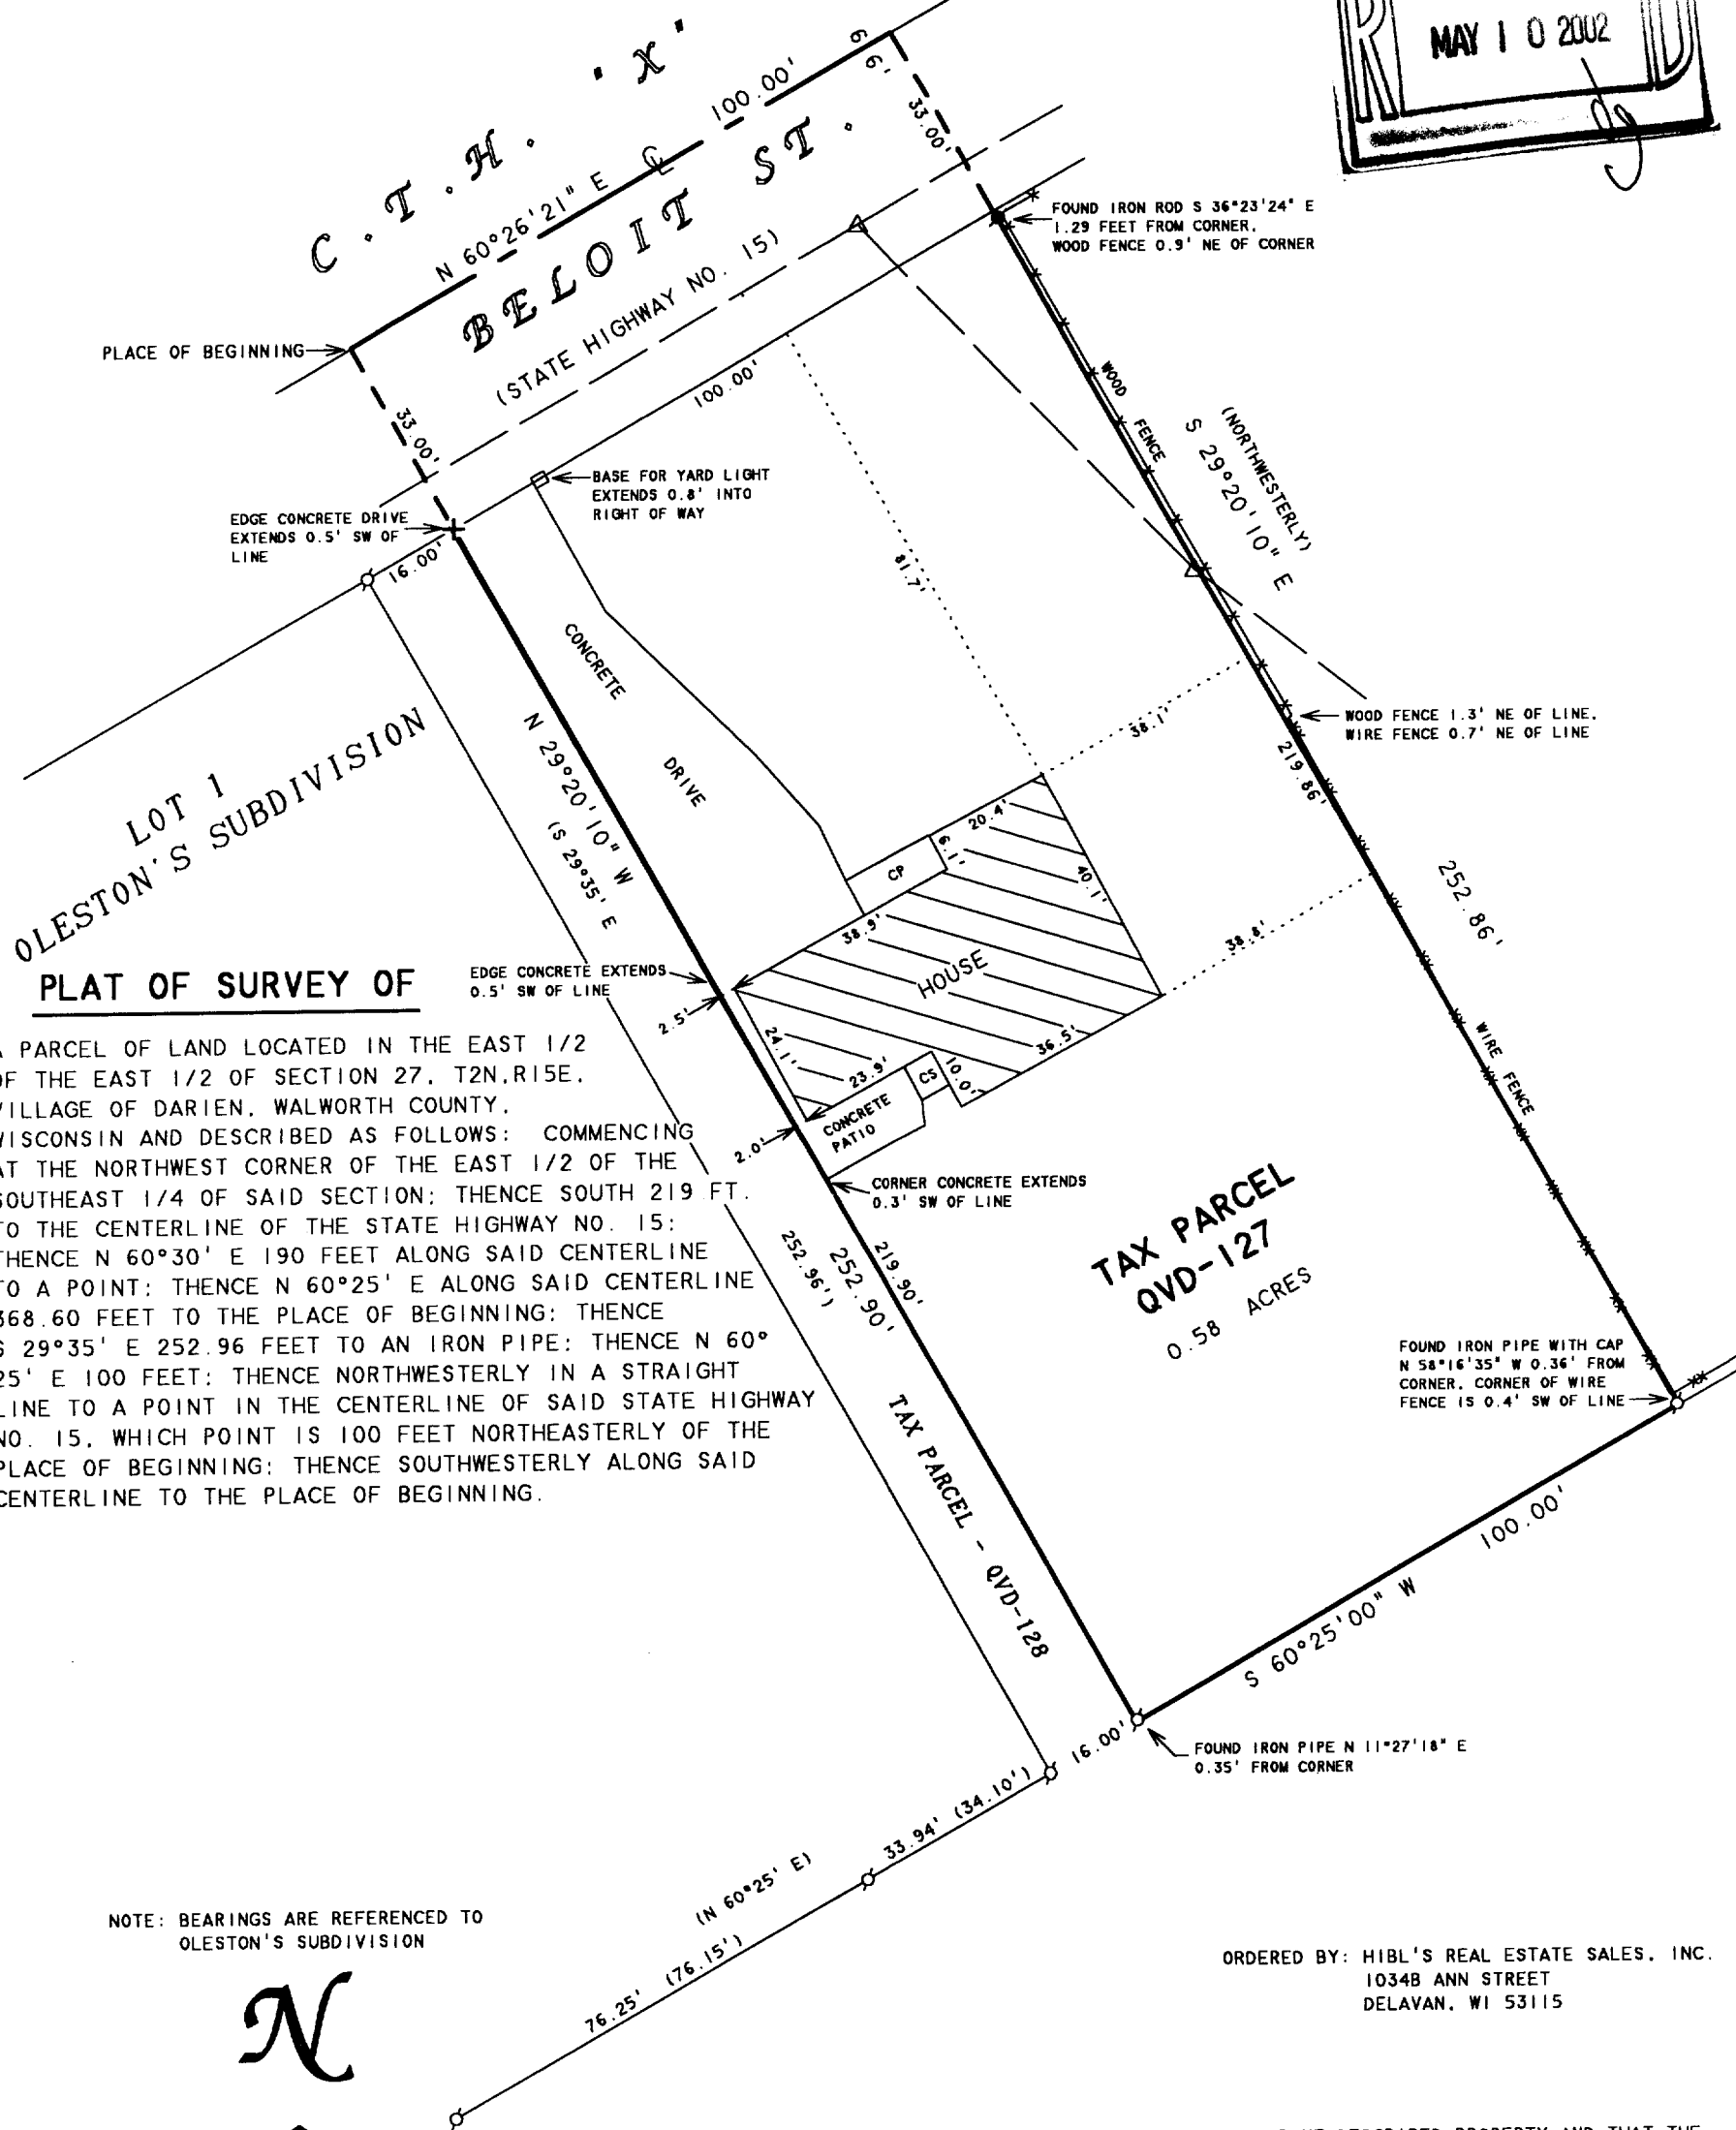 MAY 1 0 2002
C.T.H. 'X'
N 60°26'21" E
100.00'
66'
33.00'
BELOIT ST.
(STATE HIGHWAY NO. 15)
PLACE OF BEGINNING
33.00'
100.00'
FOUND IRON ROD S 36°23'24" E
1.29 FEET FROM CORNER.
WOOD FENCE 0.9' NE OF CORNER
BASE FOR YARD LIGHT
EXTENDS 0.8' INTO
RIGHT OF WAY
EDGE CONCRETE DRIVE
EXTENDS 0.5' SW OF
LINE
16.00'
WOOD FENCE
(NORTHWESTERLY)
S 29°20'10" E
81.7'
CONCRETE
DRIVE
38.1'
WOOD FENCE 1.3' NE OF LINE.
WIRE FENCE 0.7' NE OF LINE
219.86'
252.86'
LOT 1
OLESTON'S SUBDIVISION
N 29°20'10" W
(S 29°35' E
20.4'
6.1'
CP
40.1'
38.9'
HOUSE
38.8'
EDGE CONCRETE EXTENDS
0.5' SW OF LINE
2.5'
24.1'
23.9'
CS
10.0'
36.5'
CONCRETE
PATIO
2.0'
CORNER CONCRETE EXTENDS
0.3' SW OF LINE
WIRE FENCE
PLAT OF SURVEY OF
A PARCEL OF LAND LOCATED IN THE EAST 1/2
OF THE EAST 1/2 OF SECTION 27. T2N.R15E.
VILLAGE OF DARIEN. WALWORTH COUNTY.
WISCONSIN AND DESCRIBED AS FOLLOWS: COMMENCING
AT THE NORTHWEST CORNER OF THE EAST 1/2 OF THE
SOUTHEAST 1/4 OF SAID SECTION: THENCE SOUTH 219 FT.
TO THE CENTERLINE OF THE STATE HIGHWAY NO. 15:
THENCE N 60°30' E 190 FEET ALONG SAID CENTERLINE
TO A POINT: THENCE N 60°25' E ALONG SAID CENTERLINE
368.60 FEET TO THE PLACE OF BEGINNING: THENCE
S 29°35' E 252.96 FEET TO AN IRON PIPE: THENCE N 60°
25' E 100 FEET: THENCE NORTHWESTERLY IN A STRAIGHT
LINE TO A POINT IN THE CENTERLINE OF SAID STATE HIGHWAY
NO. 15. WHICH POINT IS 100 FEET NORTHEASTERLY OF THE
PLACE OF BEGINNING: THENCE SOUTHWESTERLY ALONG SAID
CENTERLINE TO THE PLACE OF BEGINNING.
252.96')
252.90'
219.90'
TAX PARCEL
QVD-127
0.58 ACRES
FOUND IRON PIPE WITH CAP
N 58°16'35" W 0.36' FROM
CORNER. CORNER OF WIRE
FENCE IS 0.4' SW OF LINE
TAX PARCEL - QVD-128
100.00'
S 60°25'00" W
16.00'
FOUND IRON PIPE N 11°27'18" E
0.35' FROM CORNER
33.94' (34.10')
(N 60°25' E)
76.25' (76.15')
NOTE: BEARINGS ARE REFERENCED TO
OLESTON'S SUBDIVISION
N
ORDERED BY: HIBL'S REAL ESTATE SALES. INC.
1034B ANN STREET
DELAVAN. WI 53115